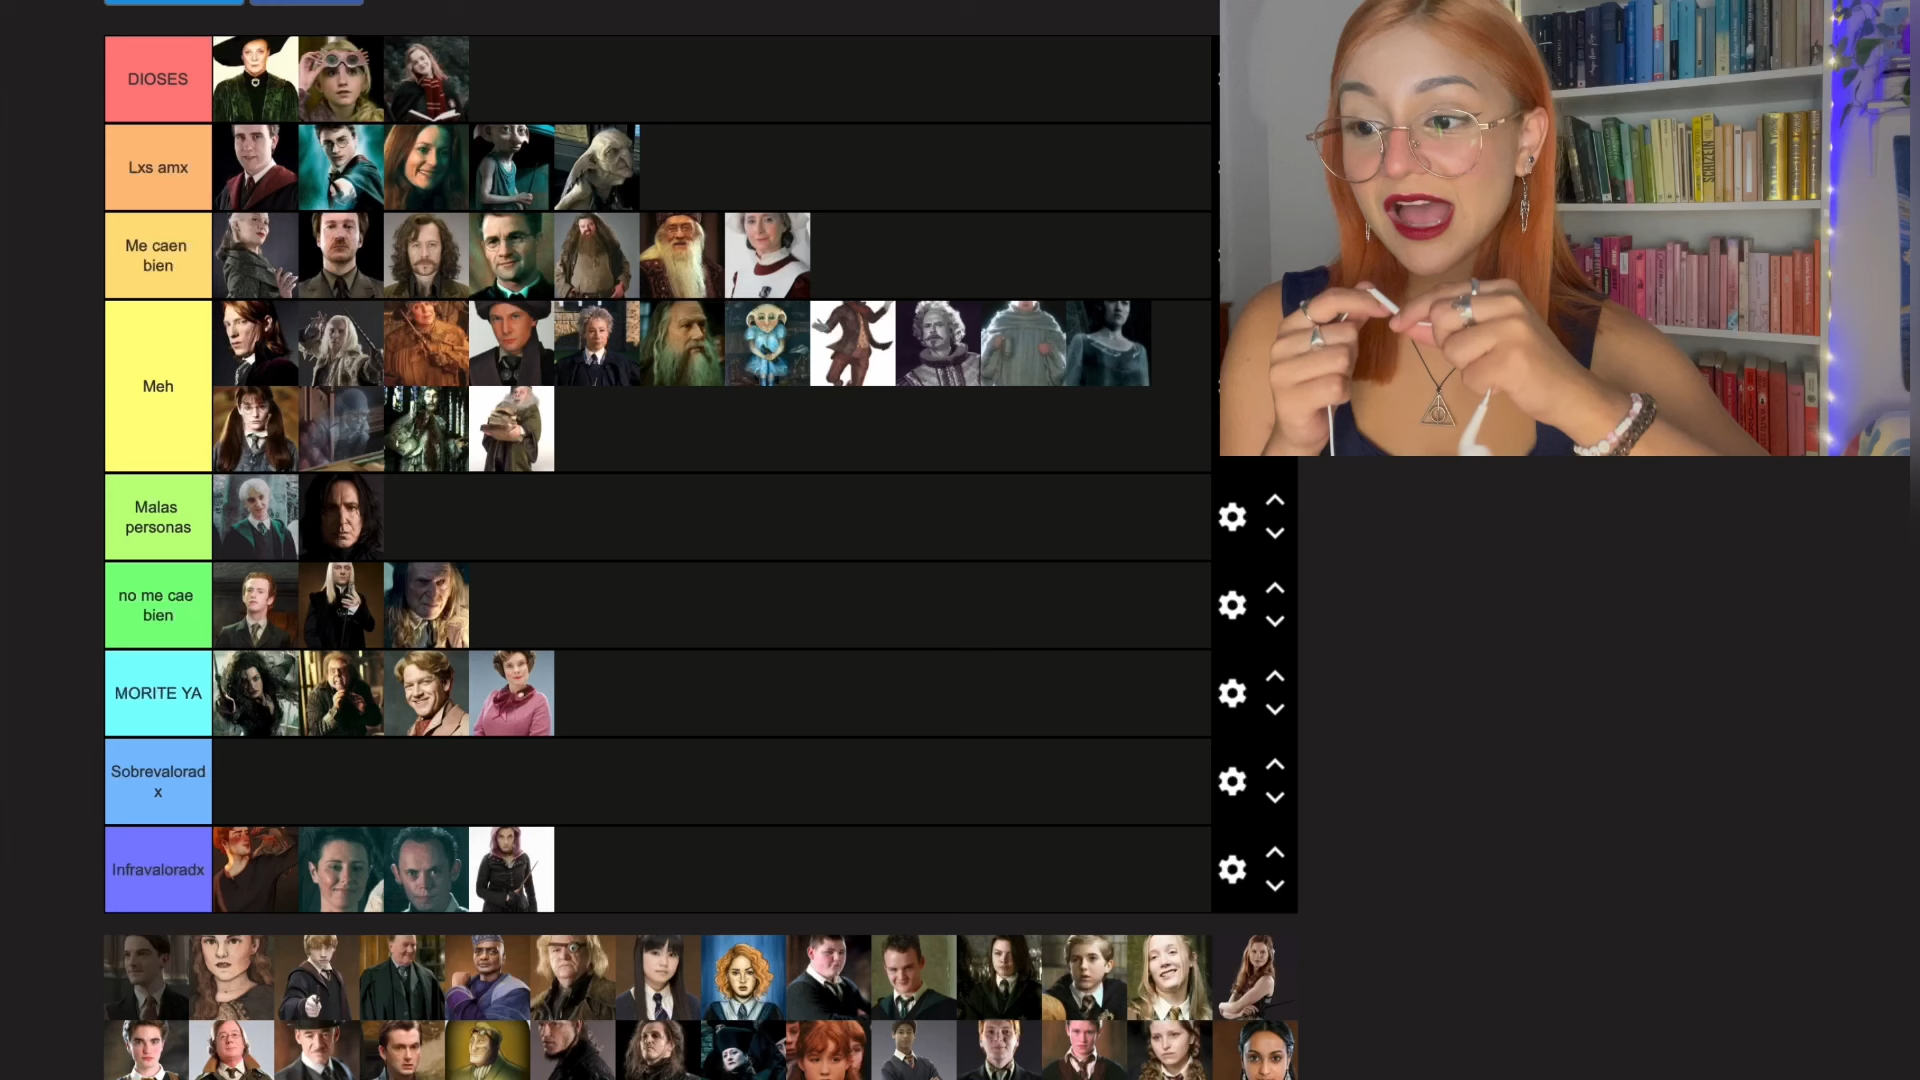 DIOSES
Lxs amx
Me caen
bien
Meh
Malas
personas
no me cae
bien
MORITE YA
Sobrevalorad
x
Infravaloradx